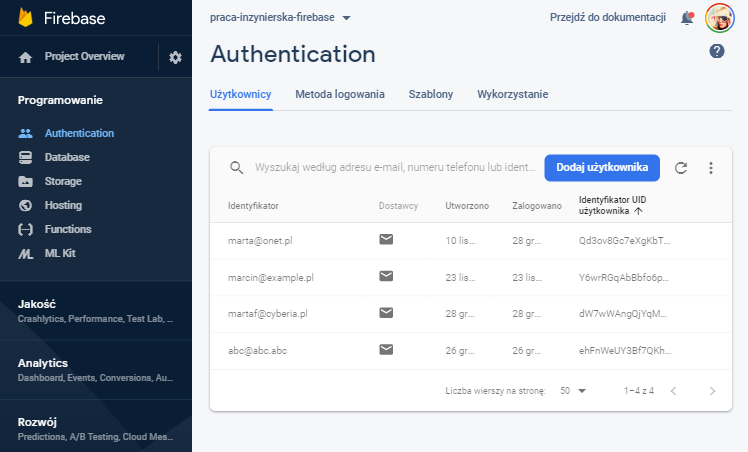 Firebase
Project Overview
Programowanie
Authentication
Database
Storage
Hosting
Functions
ML Kit
Jakość
Crashlytics, Performance, Test Lab, ...
Analytics
Dashboard, Events, Conversions, Au...
Rozwój
Predictions, A/B Testing, Cloud Mes...
praca-inzynierska-firebase
Przejdź do dokumentacji
Authentication
Użytkownicy Metoda logowania Szablony Wykorzystanie
Wyszukaj według adresu e-mail, numeru telefonu lub ident... Dodaj użytkownika
Identyfikator Dostawcy Utworzono Zalogowano Identyfikator UID użytkownika
marta@onet.pl 10 lis... 28 gr... Qd3ov8Gc7eXgKbT...
marcin@example.pl 23 lis... 23 lis... Y6wrRGqAbBbfo6p...
martaf@cyberia.pl 28 gr... 28 gr... dW7wWAngQjYqM...
abc@abc.abc 26 gr... 26 gr... ehFnWeUY3Bf7QKh...
Liczba wierszy na stronę: 50 1–4 z 4